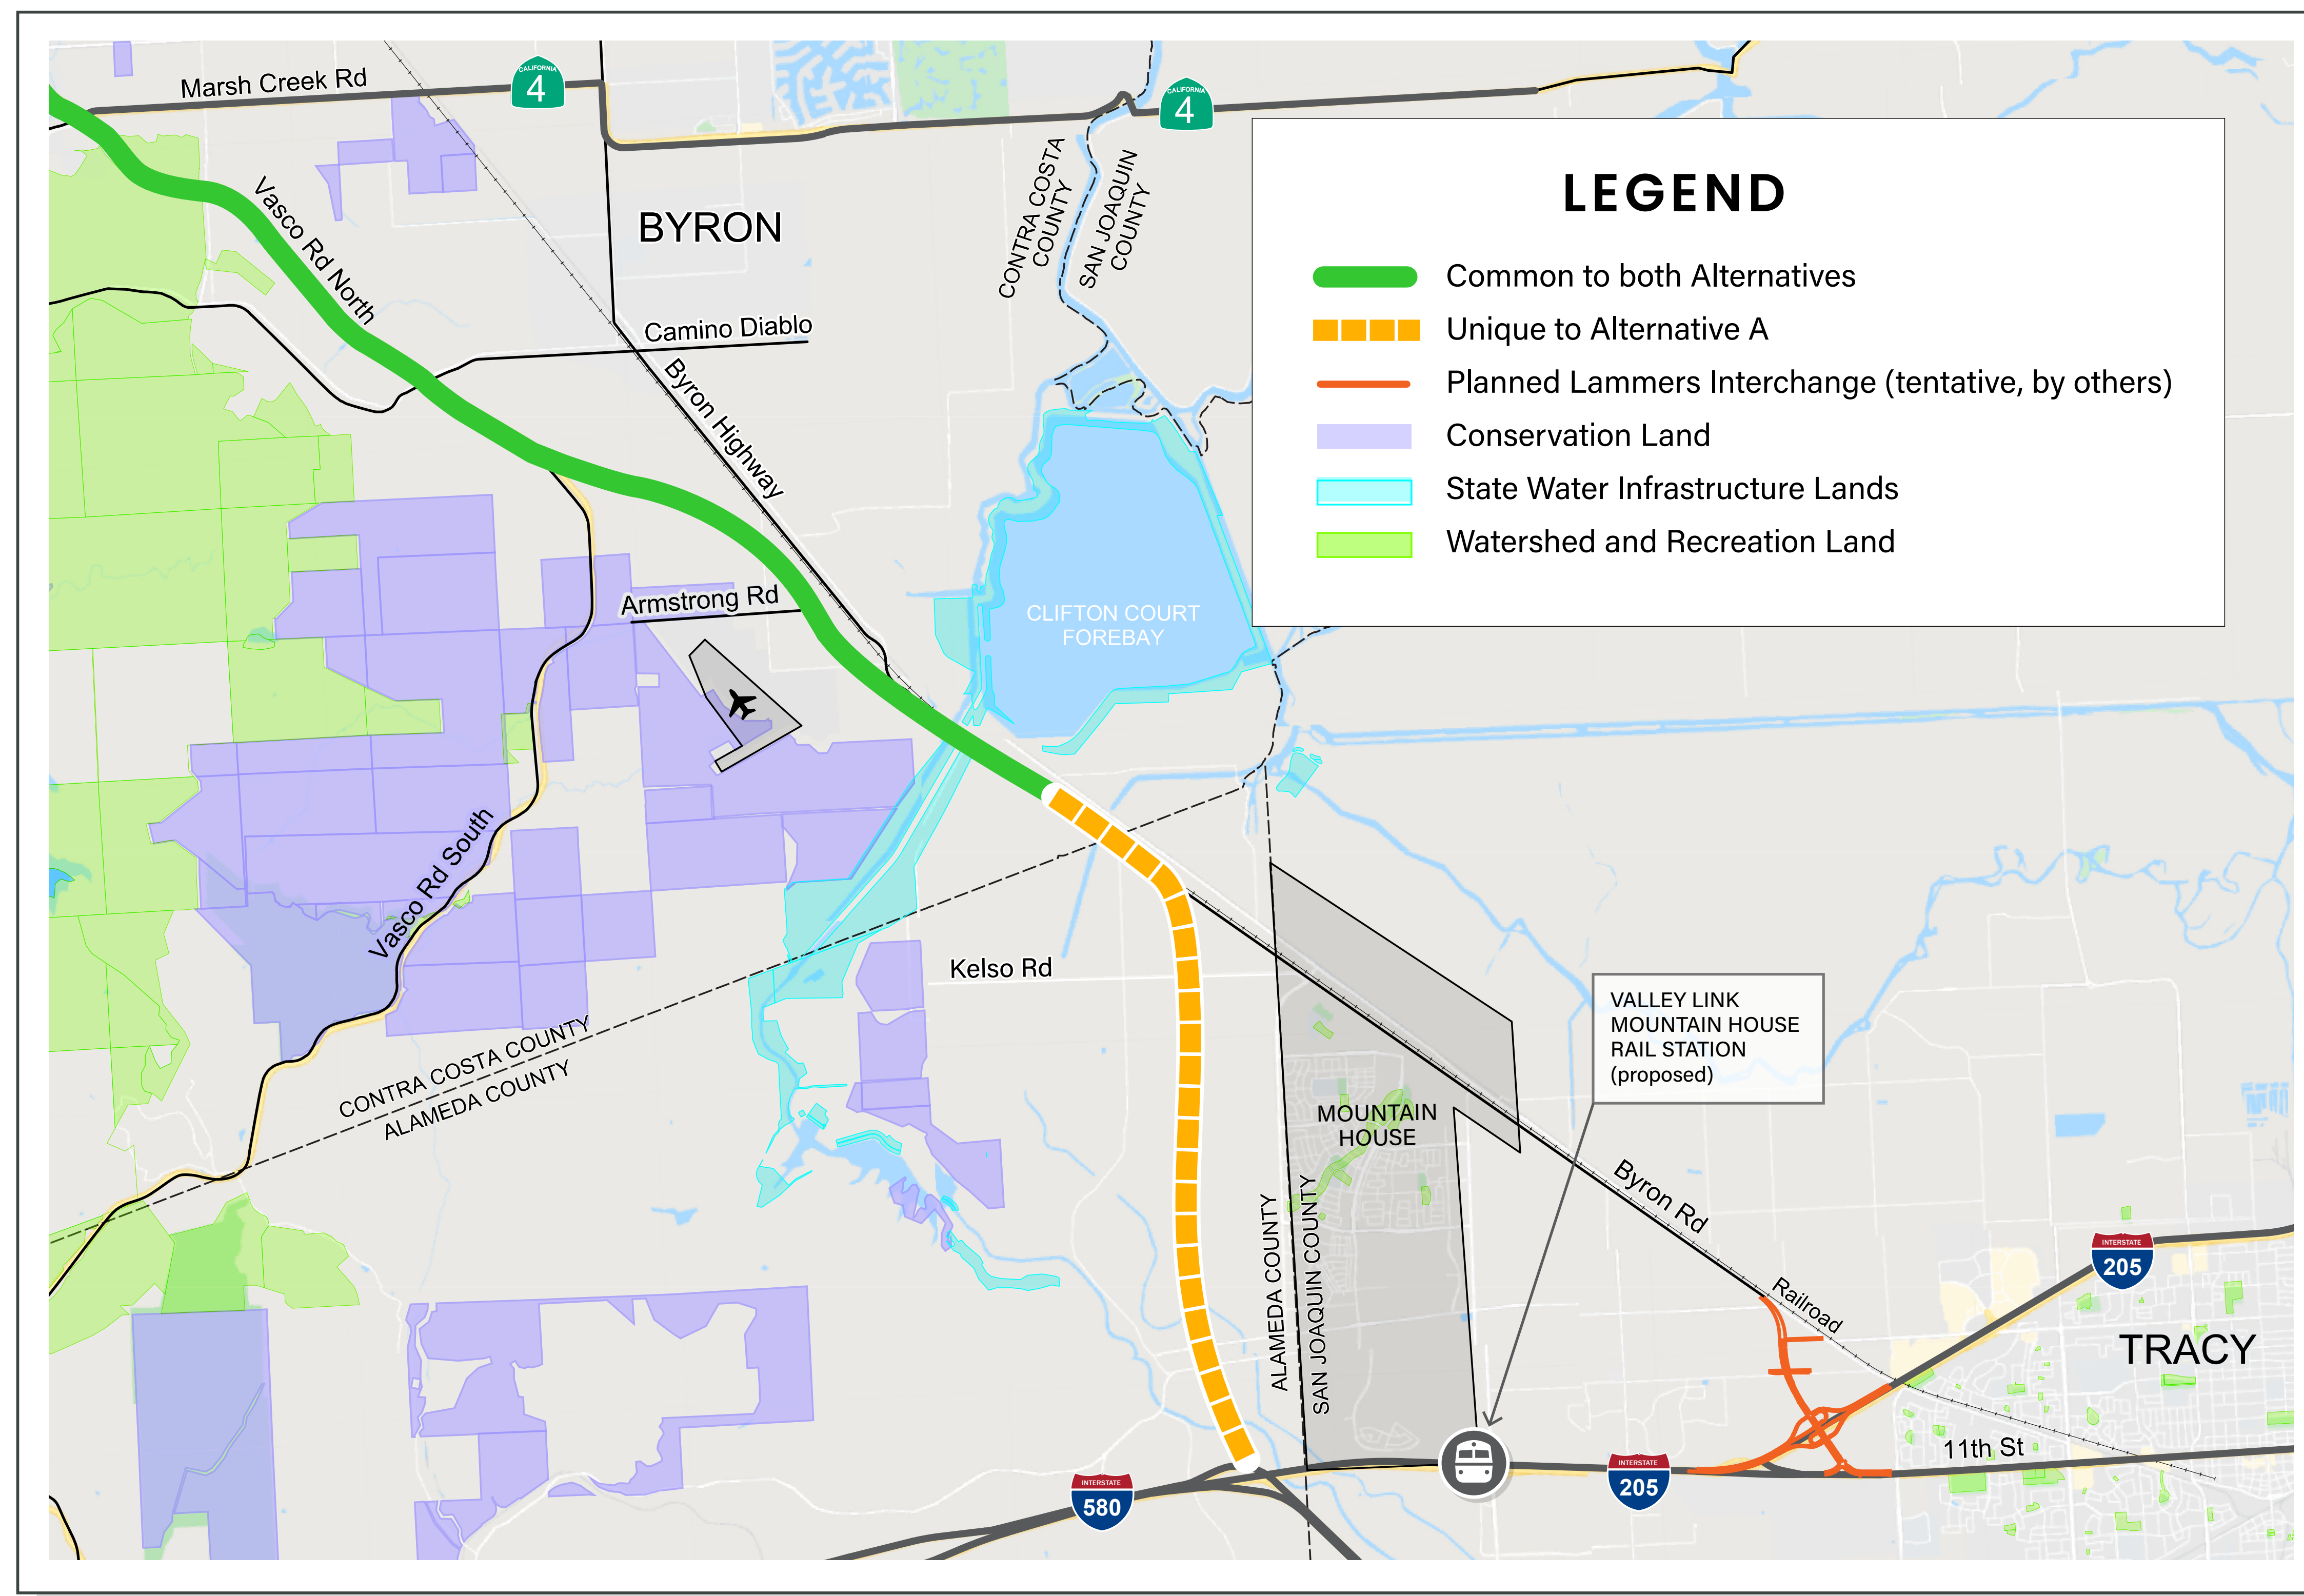 Marsh Creek Rd
CALIFORNIA
4
CALIFORNIA
4
Vasco Rd North
BYRON
CONTRA COSTA
COUNTY
SAN JOAQUIN
COUNTY
LEGEND
Common to both Alternatives
Unique to Alternative A
Planned Lammers Interchange (tentative, by others)
Conservation Land
State Water Infrastructure Lands
Watershed and Recreation Land
Camino Diablo
Byron Highway
Armstrong Rd
CLIFTON COURT
FOREBAY
Vasco Rd South
Kelso Rd
CONTRA COSTA COUNTY
ALAMEDA COUNTY
VALLEY LINK
MOUNTAIN HOUSE
RAIL STATION
(proposed)
MOUNTAIN
HOUSE
Byron Rd
ALAMEDA COUNTY
SAN JOAQUIN COUNTY
Railroad
INTERSTATE
205
TRACY
11th St
INTERSTATE
205
INTERSTATE
580